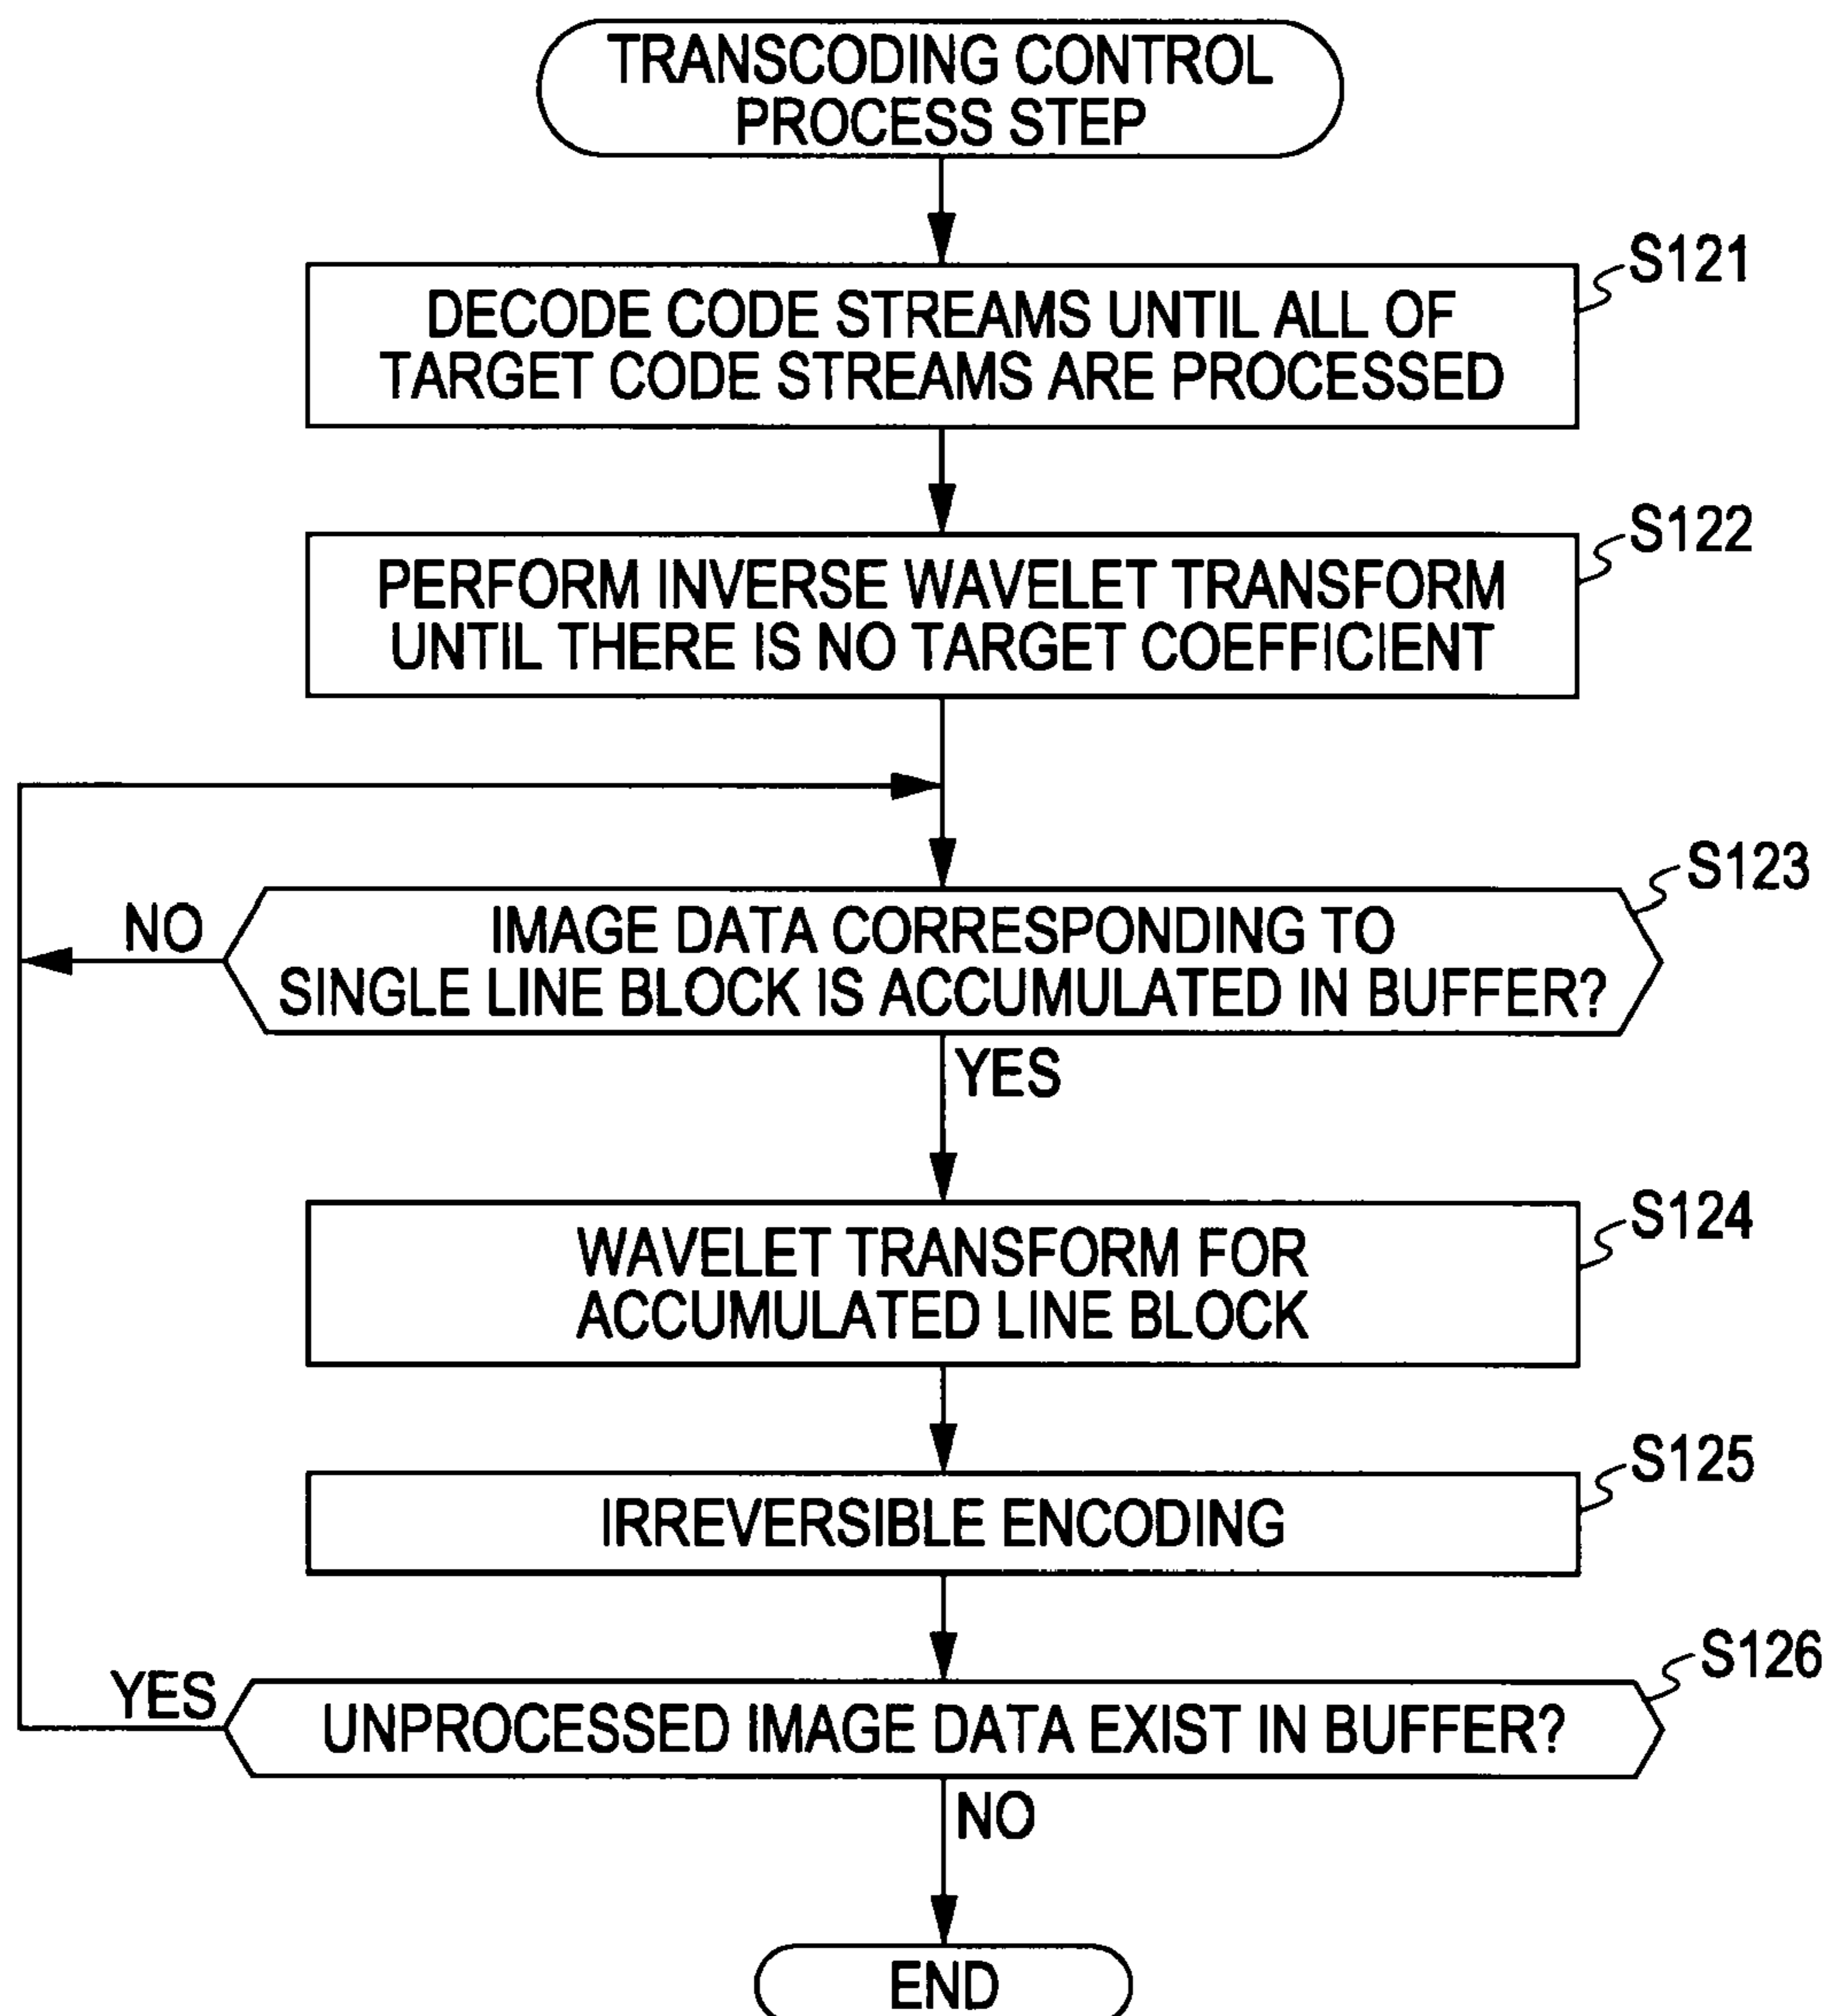 TRANSCODING CONTROL
PROCESS STEP
S121
DECODE CODE STREAMS UNTIL ALL OF
TARGET CODE STREAMS ARE PROCESSED
S122
PERFORM INVERSE WAVELET TRANSFORM
UNTIL THERE IS NO TARGET COEFFICIENT
S123
NO
IMAGE DATA CORRESPONDING TO
SINGLE LINE BLOCK IS ACCUMULATED IN BUFFER?
YES
S124
WAVELET TRANSFORM FOR
ACCUMULATED LINE BLOCK
S125
IRREVERSIBLE ENCODING
S126
YES
UNPROCESSED IMAGE DATA EXIST IN BUFFER?
NO
END